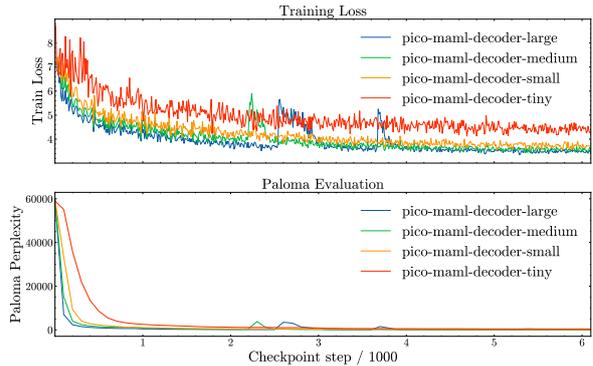 Training Loss
8
7
6
5
4
Train Loss
pico-maml-decoder-large
pico-maml-decoder-medium
pico-maml-decoder-small
pico-maml-decoder-tiny
Paloma Evaluation
60000
40000
20000
0
Paloma Perplexity
pico-maml-decoder-large
pico-maml-decoder-medium
pico-maml-decoder-small
pico-maml-decoder-tiny
1 2 3 4 5 6
Checkpoint step / 1000